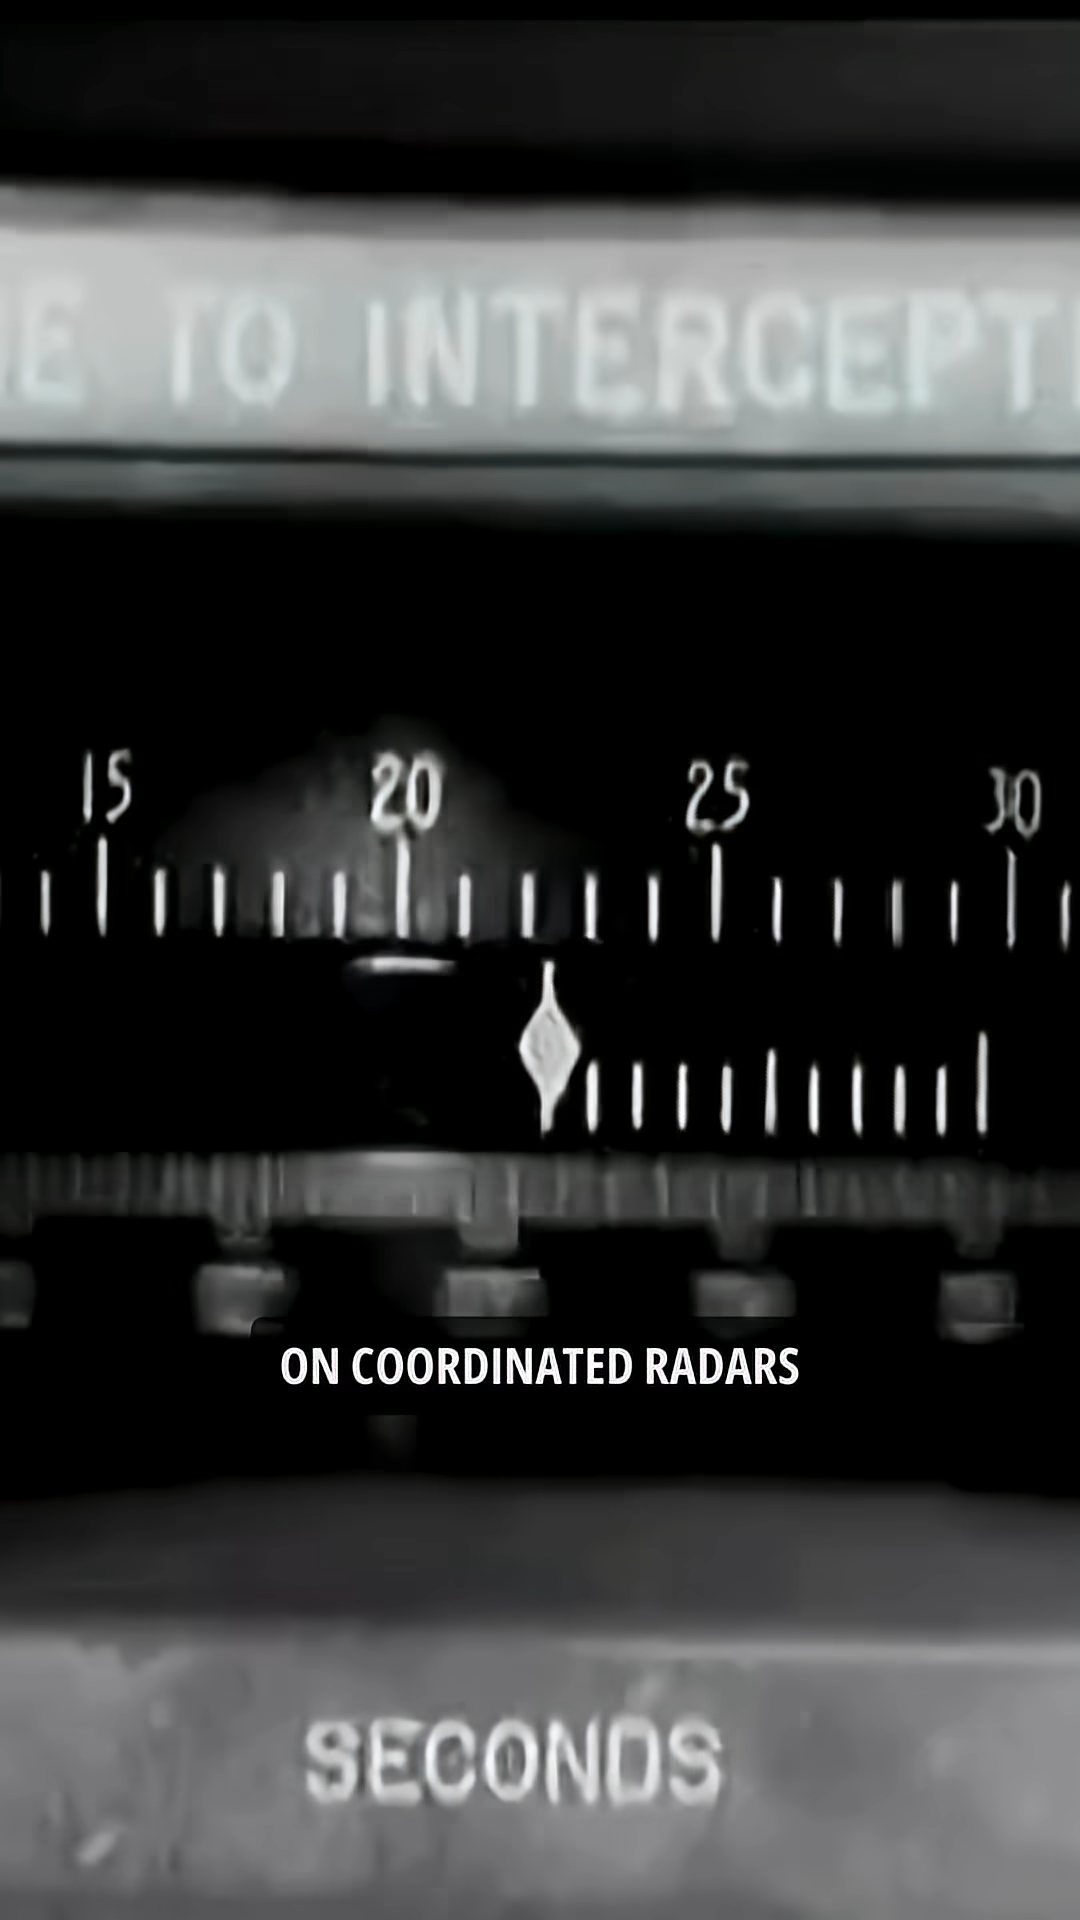 TO INTERCEPT
15 20 25 30
ON COORDINATED RADARS
SECONDS